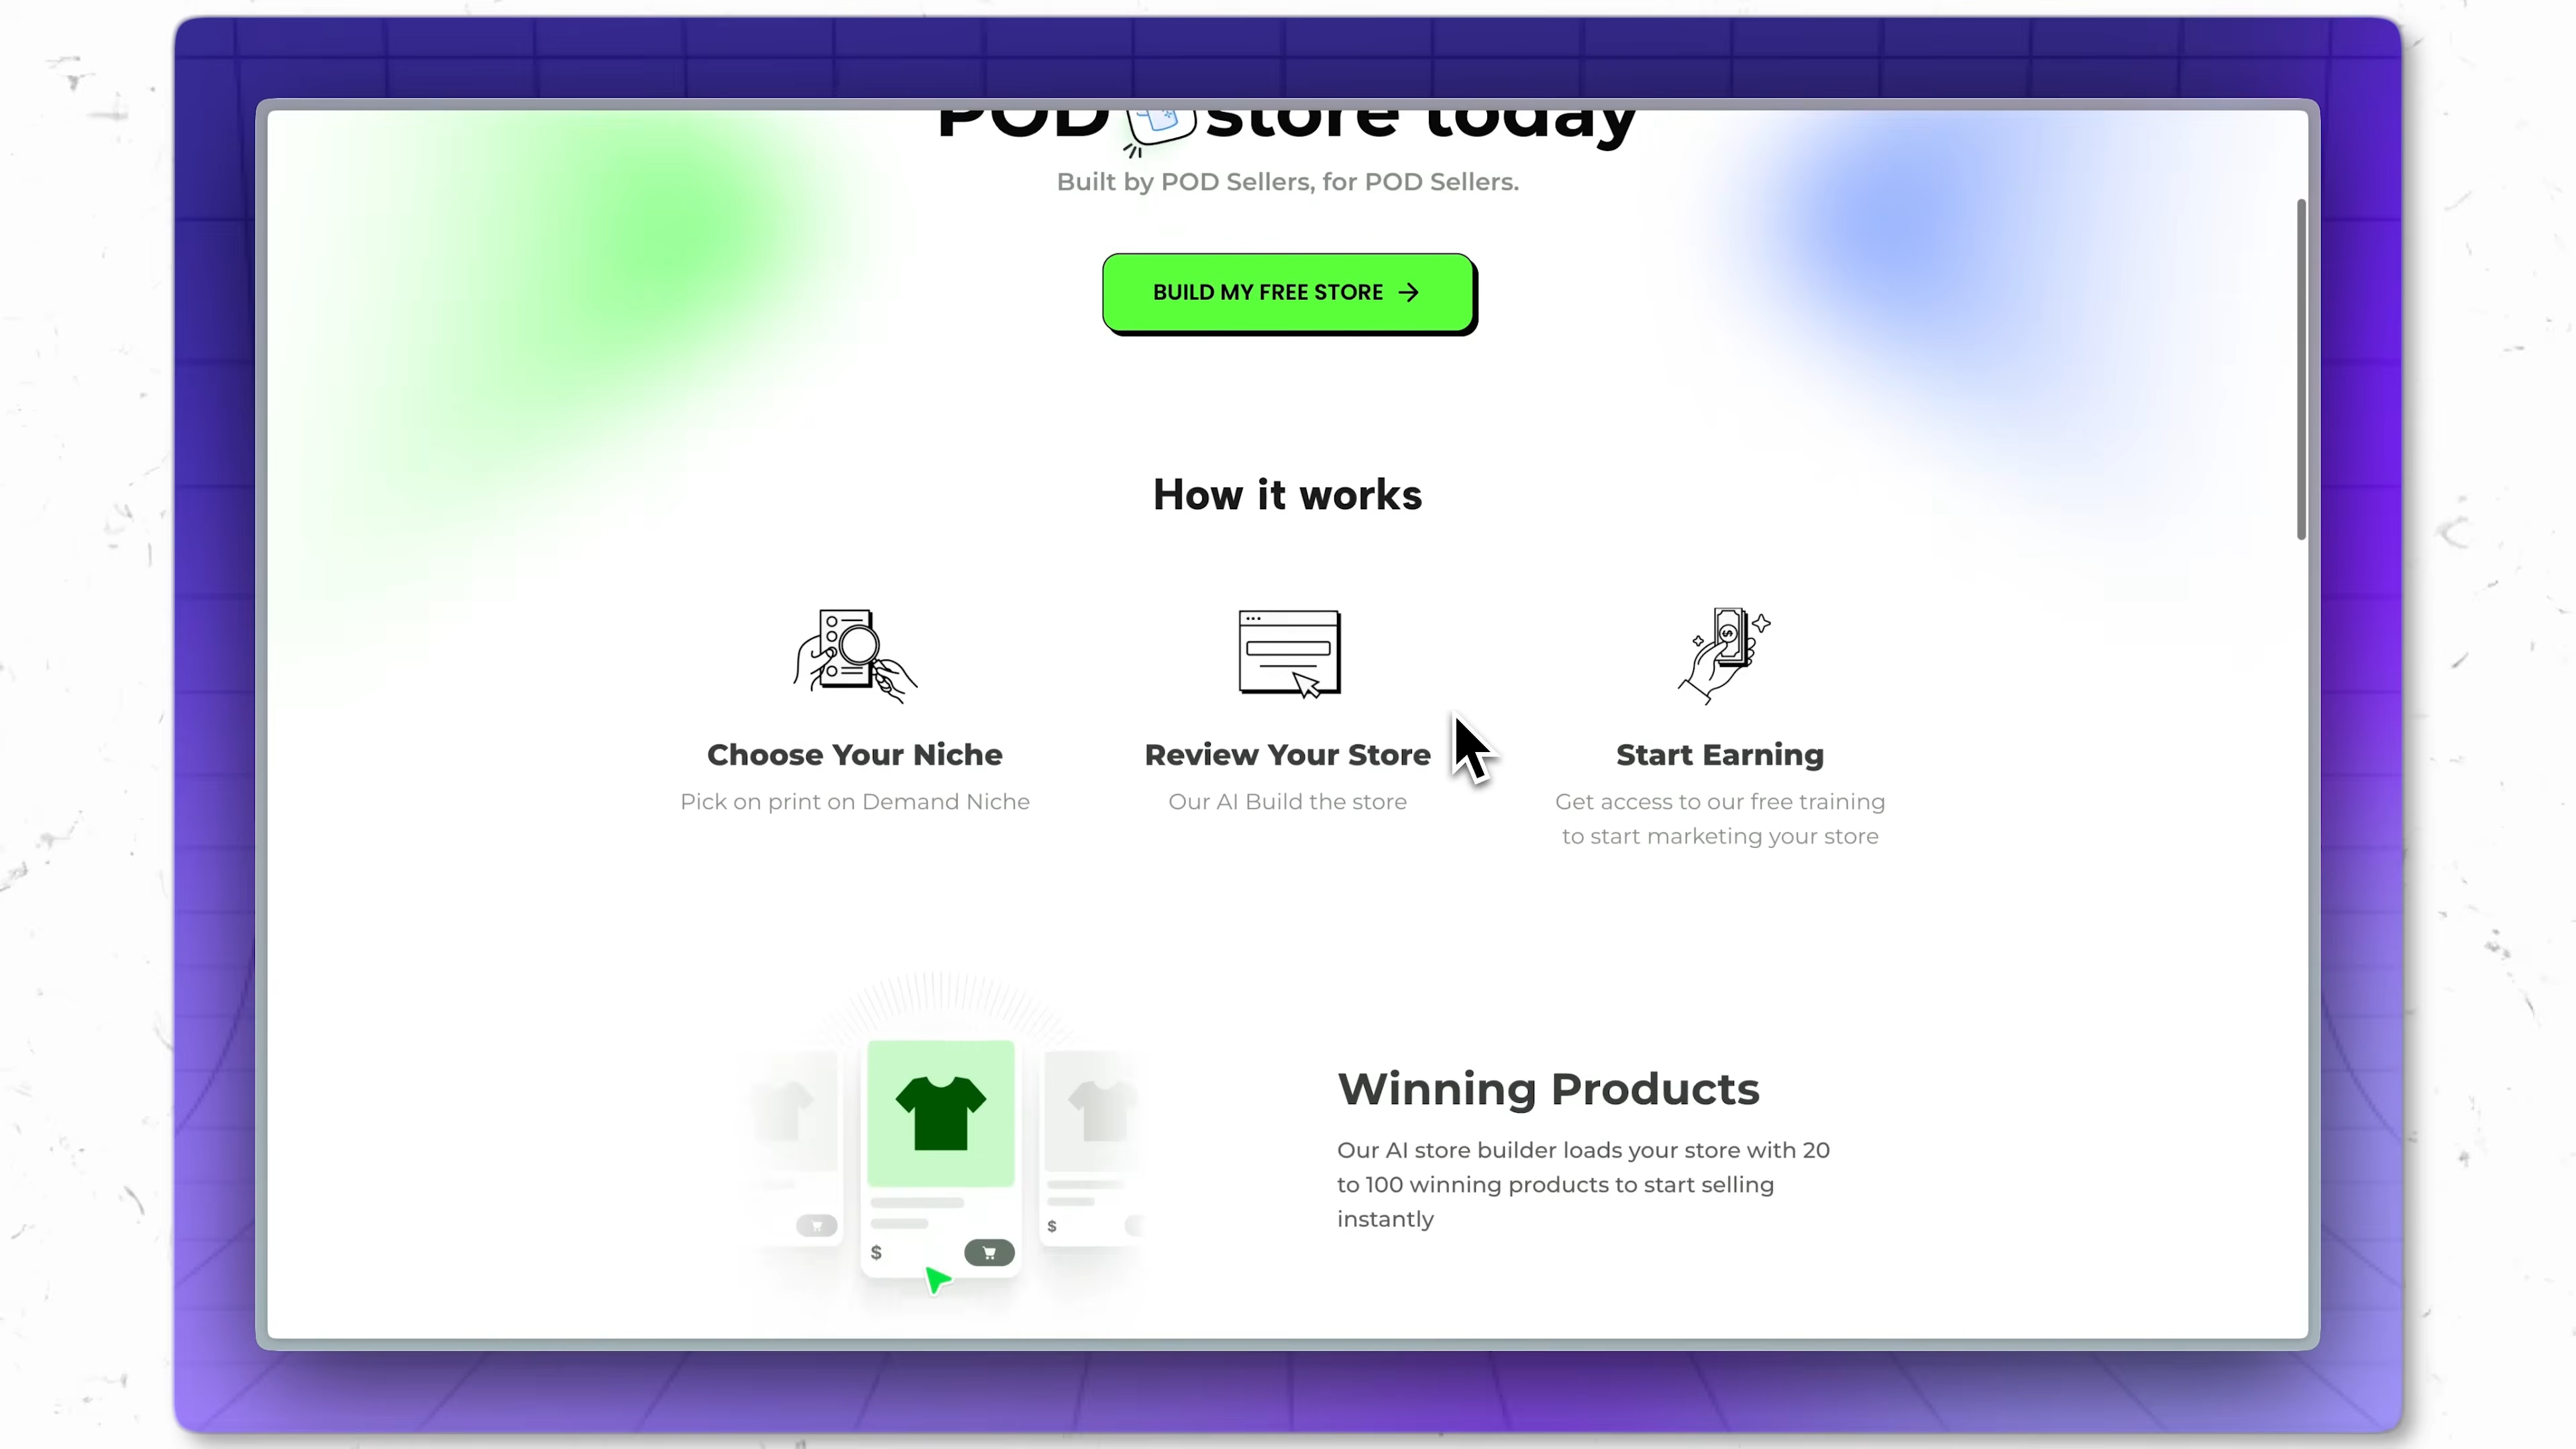 POD store today
Built by POD Sellers, for POD Sellers.
BUILD MY FREE STORE
How it works
Choose Your Niche
Pick on print on Demand Niche
Review Your Store
Our AI Build the store
Start Earning
Get access to our free training
to start marketing your store
$
$
Winning Products
Our AI store builder loads your store with 20
to 100 winning products to start selling
instantly